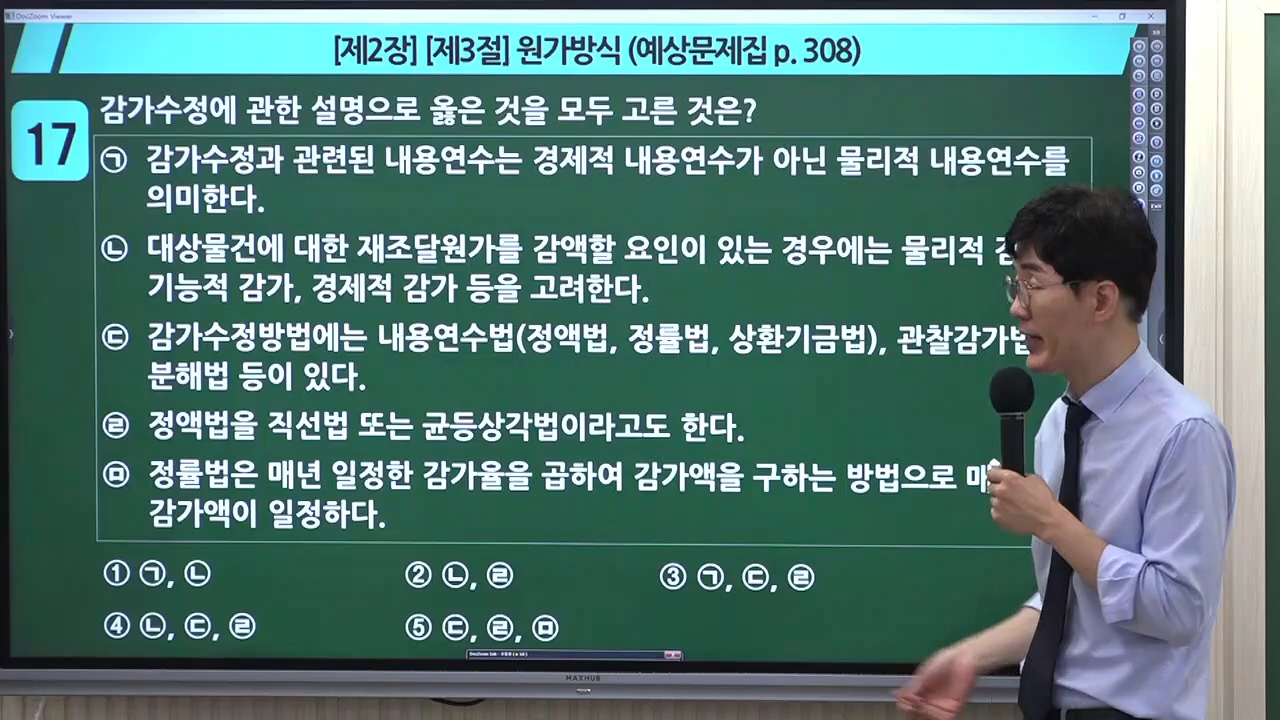 DocZoom Viewer
[제2장] [제3절] 원가방식 (예상문제집 p. 308)
17
감가수정에 관한 설명으로 옳은 것을 모두 고른 것은?
㉠ 감가수정과 관련된 내용연수는 경제적 내용연수가 아닌 물리적 내용연수를
의미한다.
㉡ 대상물건에 대한 재조달원가를 감액할 요인이 있는 경우에는 물리적
기능적 감가, 경제적 감가 등을 고려한다.
㉢ 감가수정방법에는 내용연수법(정액법, 정률법, 상환기금법), 관찰감가법
분해법 등이 있다.
㉣ 정액법을 직선법 또는 균등상각법이라고도 한다.
㉤ 정률법은 매년 일정한 감가율을 곱하여 감가액을 구하는 방법으로
감가액이 일정하다.
① ㉠, ㉡
② ㉡, ㉣
③ ㉠, ㉢, ㉣
④ ㉡, ㉢, ㉣
⑤ ㉢, ㉣, ㉤
MAXHUB